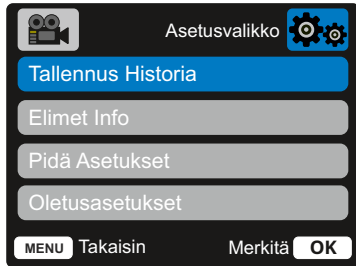 Asetusvalikko
Tallennus Historia
Elimet Info
Pidä Asetukset
Oletusasetukset
MENU Takaisin Merkitä OK